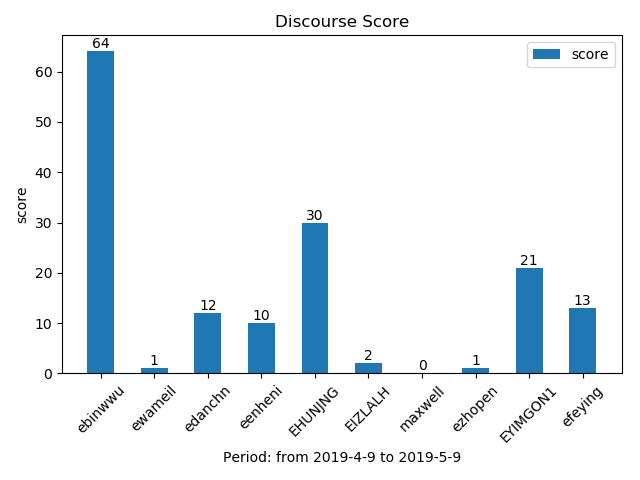 Discourse Score
score
64
60
50
40
30
20
10
0
score
1
12
10
30
2
0
1
21
13
ebinwwu
ewameil
edanchn
eenheni
EHUNJNG
EIZLALH
maxwell
ezhopen
EYIMGON1
efeying
Period: from 2019-4-9 to 2019-5-9